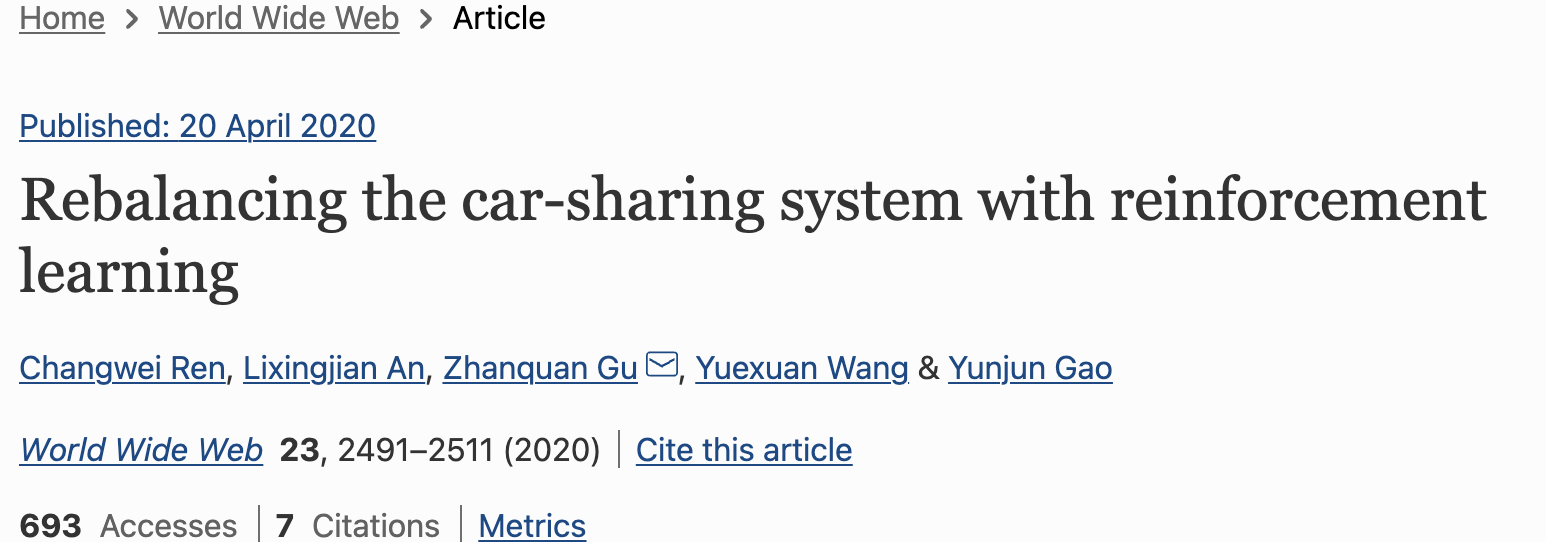 Home > World Wide Web > Article
Published: 20 April 2020
Rebalancing the car-sharing system with reinforcement
learning
Changwei Ren, Lixingjian An, Zhanquan Gu, Yuexuan Wang & Yunjun Gao
World Wide Web 23, 2491–2511 (2020) | Cite this article
693 Accesses | 7 Citations | Metrics